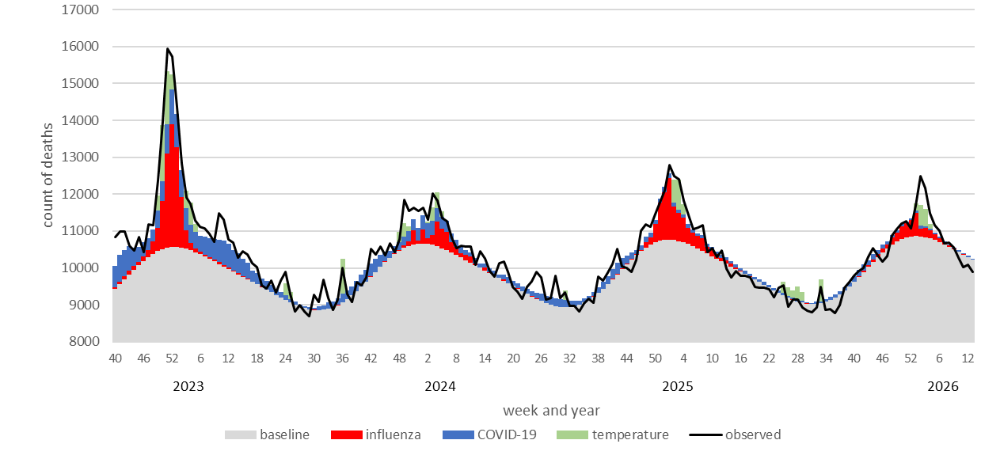 17000
16000
15000
14000
13000
12000
11000
10000
9000
8000
count of deaths
40 46 52 6 12 18 24 30 36 42 48 2 8 14 20 26 32 38 44 50 4 10 16 22 28 34 40 46 52 6 12
2023 2024 2025 2026
week and year
baseline influenza COVID-19 temperature observed